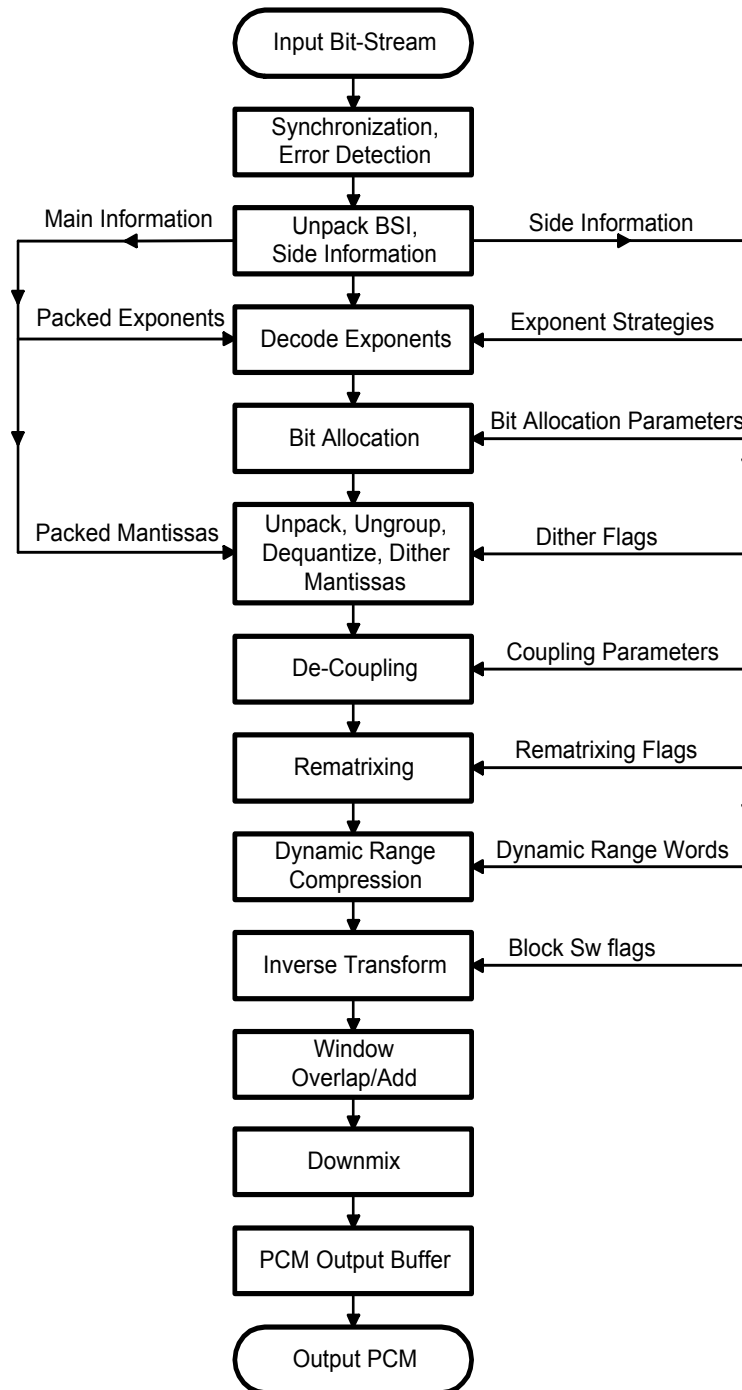 Input Bit-Stream
Synchronization,
Error Detection
Main Information
Unpack BSI,
Side Information
Side Information
Packed Exponents
Decode Exponents
Exponent Strategies
Bit Allocation
Bit Allocation Parameters
Packed Mantissas
Unpack, Ungroup,
Dequantize, Dither
Mantissas
Dither Flags
De-Coupling
Coupling Parameters
Rematrixing
Rematrixing Flags
Dynamic Range
Compression
Dynamic Range Words
Inverse Transform
Block Sw flags
Window
Overlap/Add
Downmix
PCM Output Buffer
Output PCM